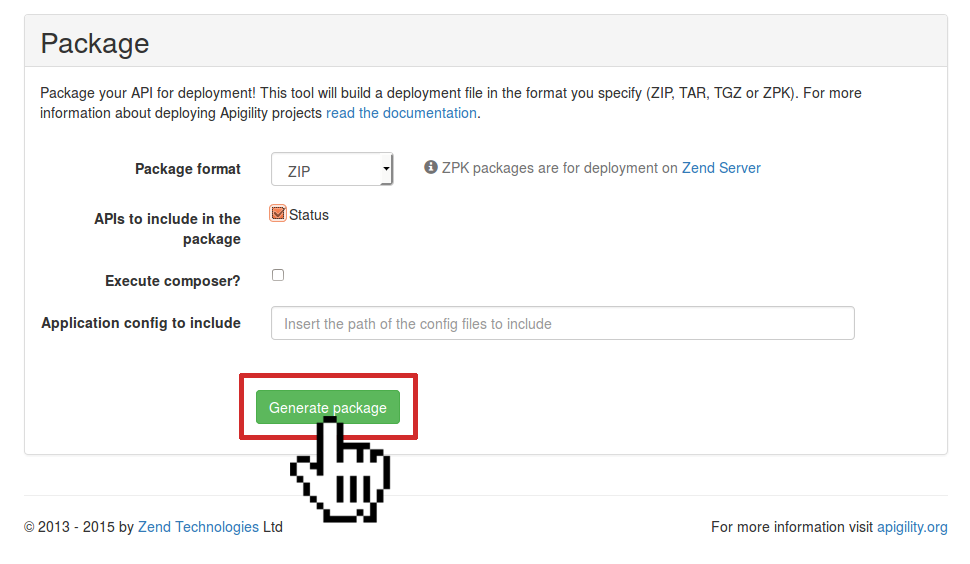 Package
Package your API for deployment! This tool will build a deployment file in the format you specify (ZIP, TAR, TGZ or ZPK). For more
information about deploying Apigility projects read the documentation.
Package format
ZIP
ZPK packages are for deployment on Zend Server
APIs to include in the
package
Status
Execute composer?
Application config to include
Insert the path of the config files to include
Generate package
© 2013 - 2015 by Zend Technologies Ltd
For more information visit apigility.org